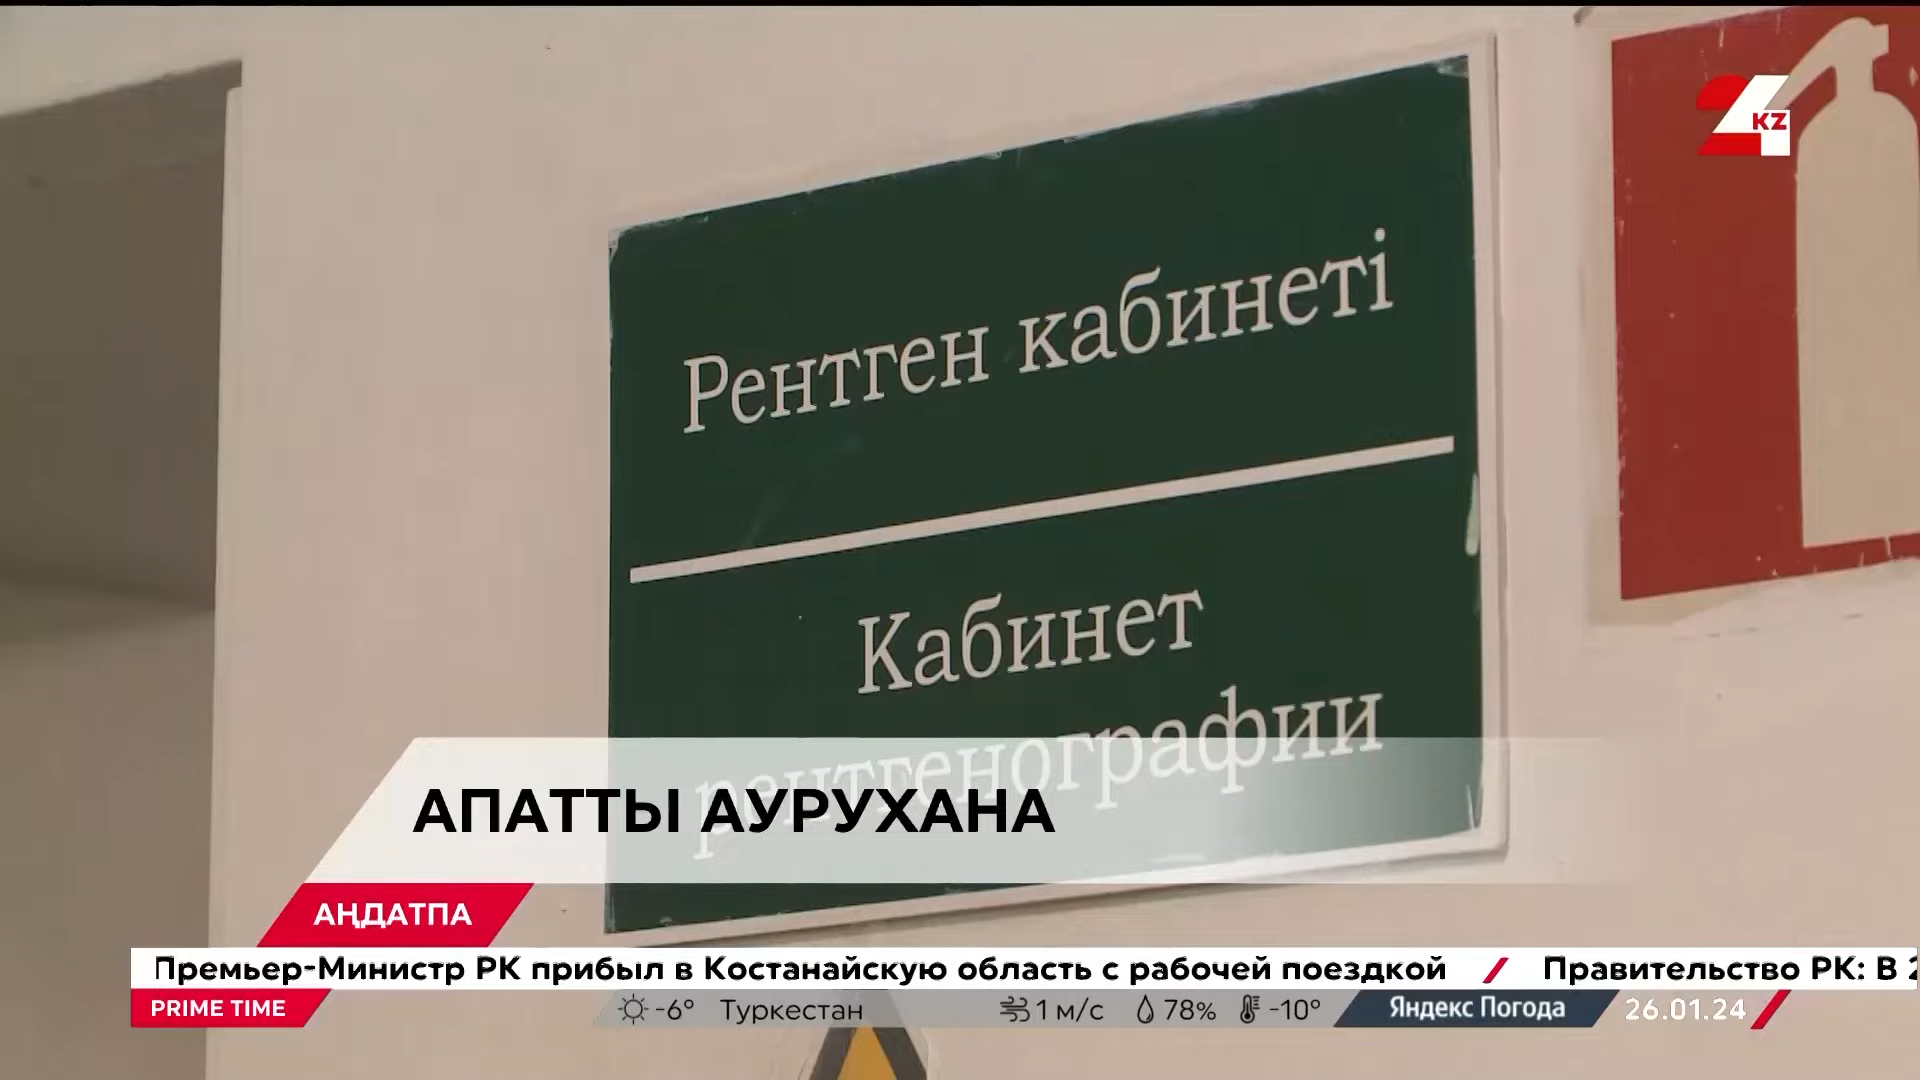 24 KZ
Рентген кабинеті
Кабинет
рентгенографии
АПАТТЫ АУРУХАНА
АҢДАТПА
Премьер-Министр РК прибыл в Костанайскую область с рабочей поездкой / Правительство РК: В
PRIME TIME
-6° Туркестан 1 м/с 78% -10° Яндекс Погода 26.01.24